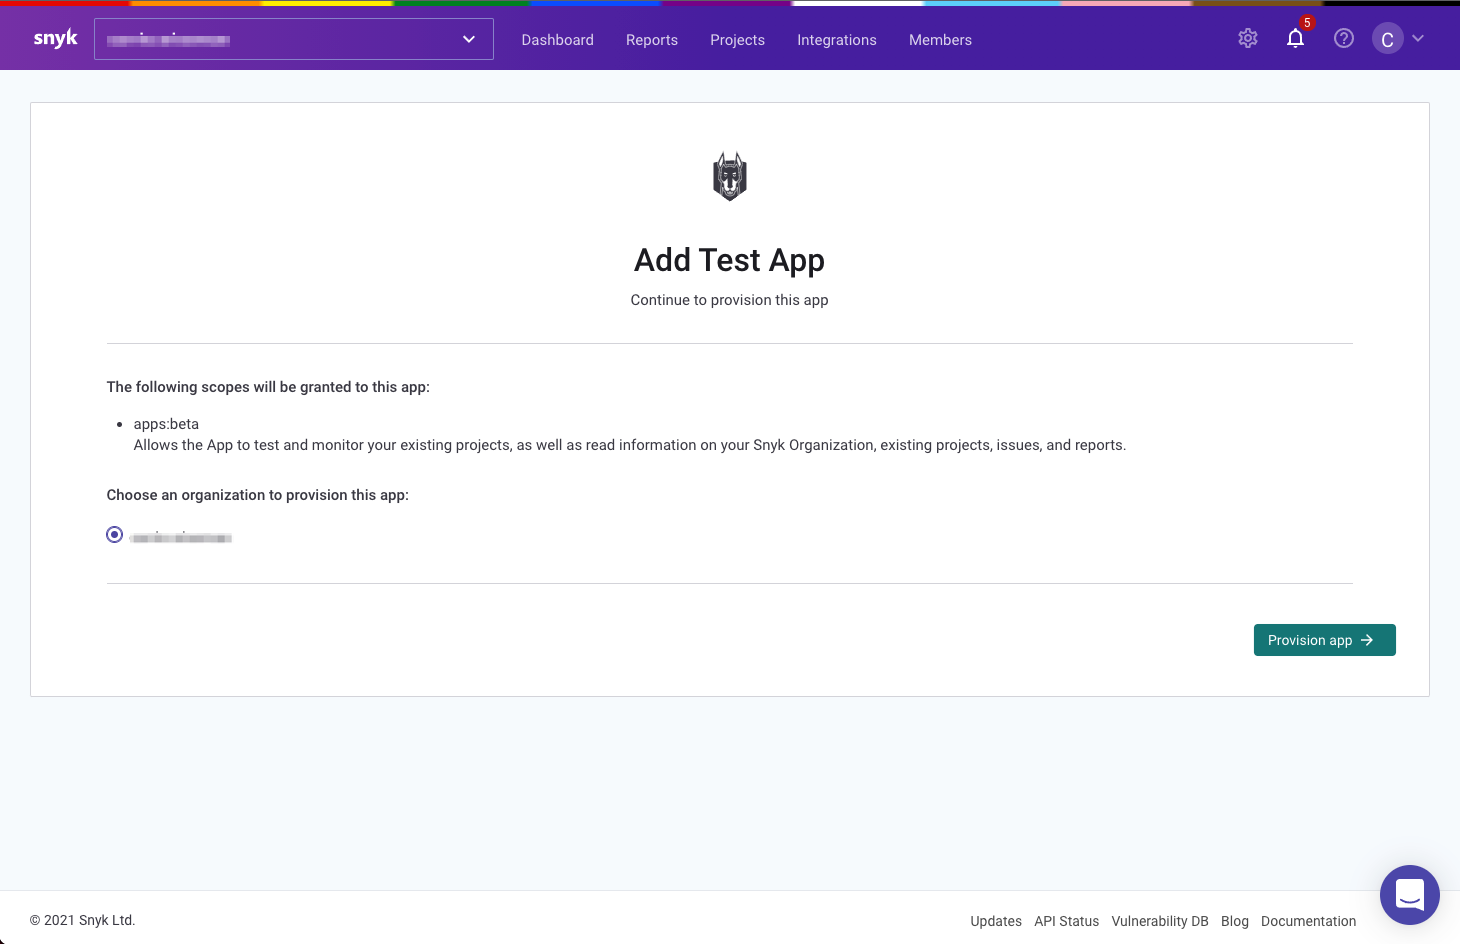 snyk
Dashboard Reports Projects Integrations Members
5
C
Add Test App
Continue to provision this app
The following scopes will be granted to this app:
• apps:beta
Allows the App to test and monitor your existing projects, as well as read information on your Snyk Organization, existing projects, issues, and reports.
Choose an organization to provision this app:
Provision app →
© 2021 Snyk Ltd.
Updates API Status Vulnerability DB Blog Documentation